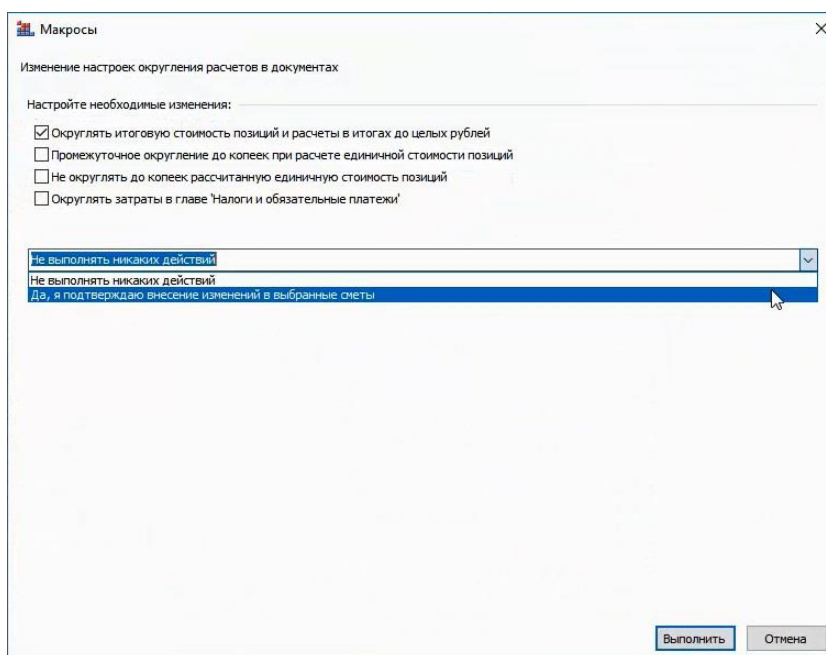 Макросы
Изменение настроек округления расчетов в документах
Настройте необходимые изменения:
Округлять итоговую стоимость позиций и расчеты в итогах до целых рублей
Промежуточное округление до копеек при расчете единичной стоимости позиций
Не округлять до копеек рассчитанную единичную стоимость позиций
Округлять затраты в главе 'Налоги и обязательные платежи'
Не выполнять никаких действий
Не выполнять никаких действий
Да, я подтверждаю внесение изменений в выбранные сметы
Выполнить
Отмена